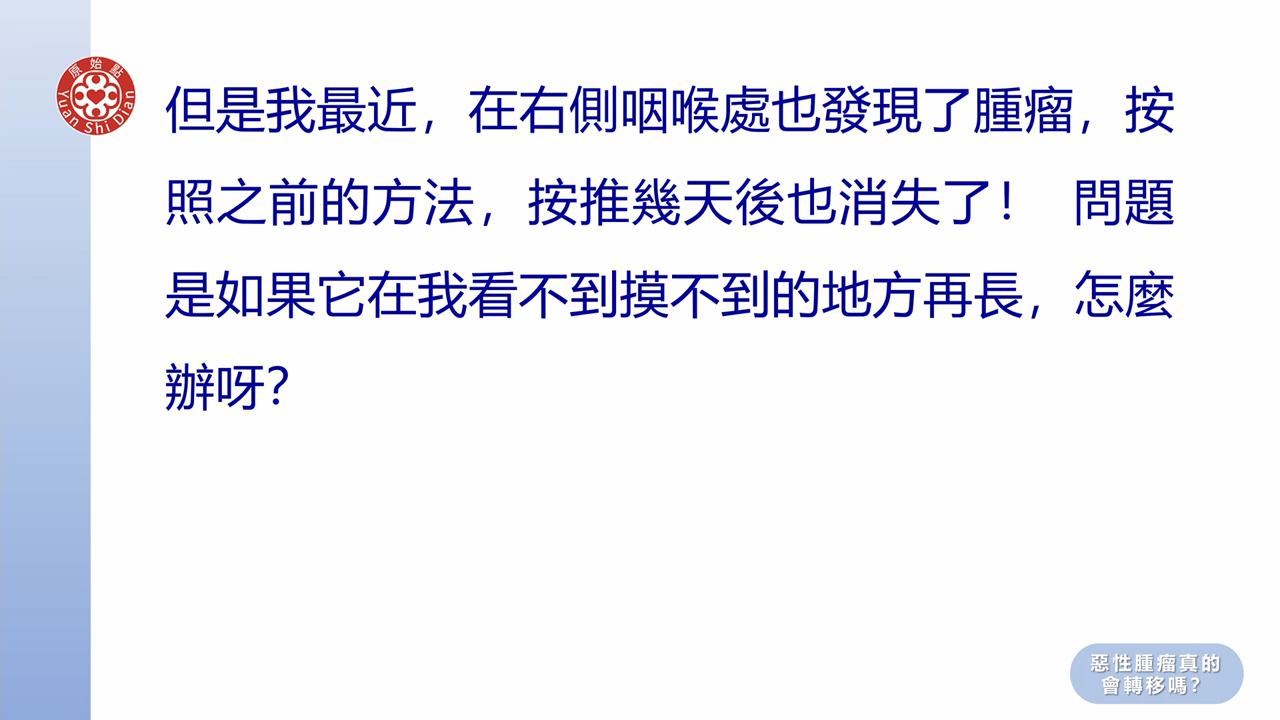 原始點
Yuan Shi Dian
但是我最近，在右側咽喉處也發現了腫瘤，按
照之前的方法，按推幾天後也消失了！ 問題
是如果它在我看不到摸不到的地方再長，怎麼
辦呀？
惡性腫瘤真的
會轉移嗎？